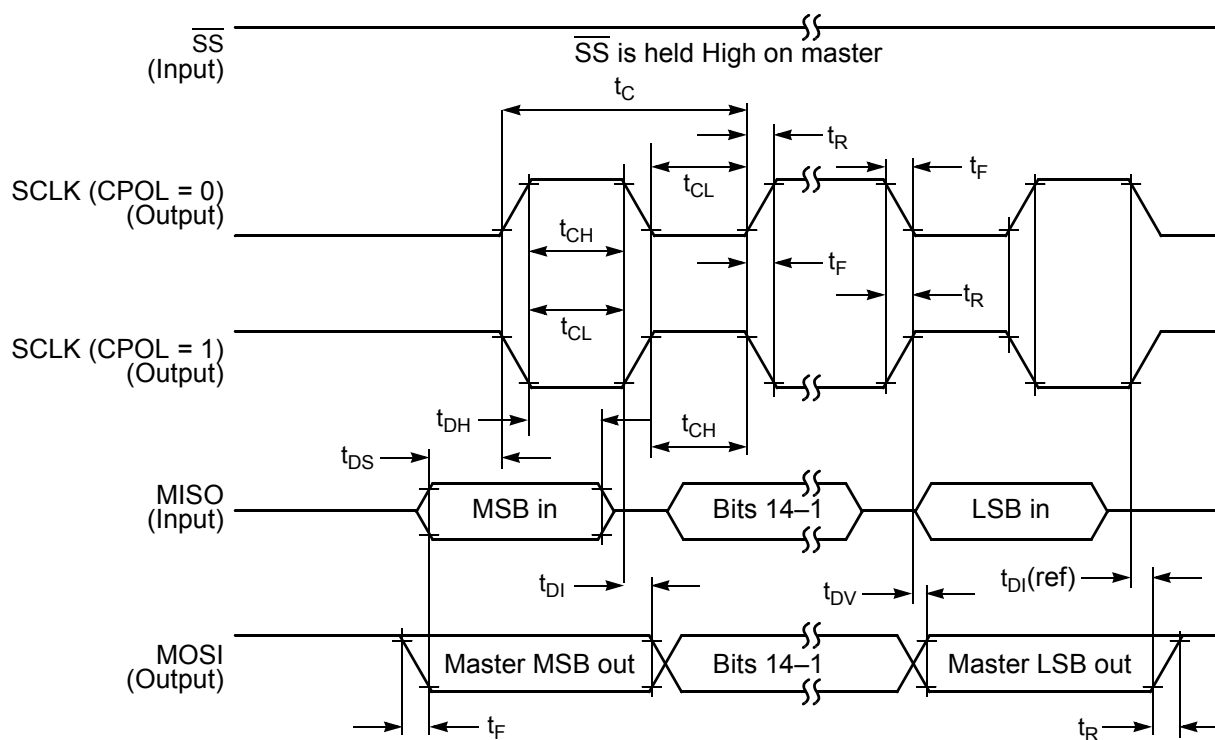 SS
(Input)
SS is held High on master
tC
tR
tF
SCLK (CPOL = 0)
(Output)
tCL
tCH
tF
tR
tCL
SCLK (CPOL = 1)
(Output)
tDH
tCH
tDS
MISO
(Input)
MSB in
Bits 14–1
LSB in
tDI
tDV
tDI(ref)
MOSI
(Output)
Master MSB out
Bits 14–1
Master LSB out
tF
tR